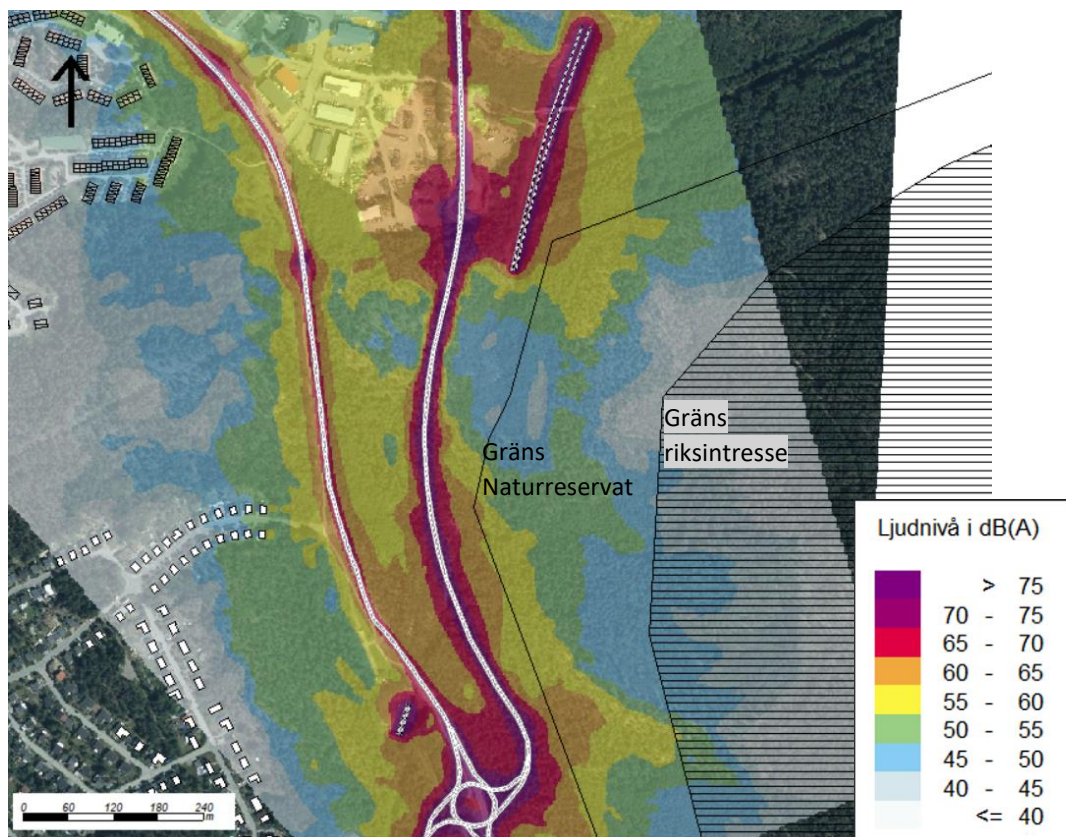 Gräns
riksintresse
Gräns
Naturreservat
Ljudnivå i dB(A)
> 75
70 - 75
65 - 70
60 - 65
55 - 60
50 - 55
45 - 50
40 - 45
<= 40
0 60 120 180 240
m